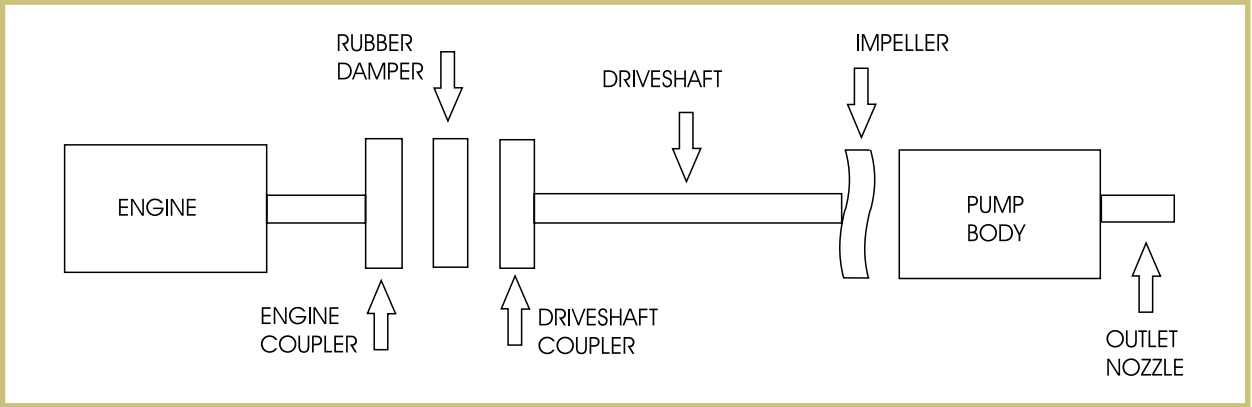 RUBBER
DAMPER
IMPELLER
DRIVESHAFT
ENGINE
PUMP
BODY
ENGINE
COUPLER
DRIVESHAFT
COUPLER
OUTLET
NOZZLE